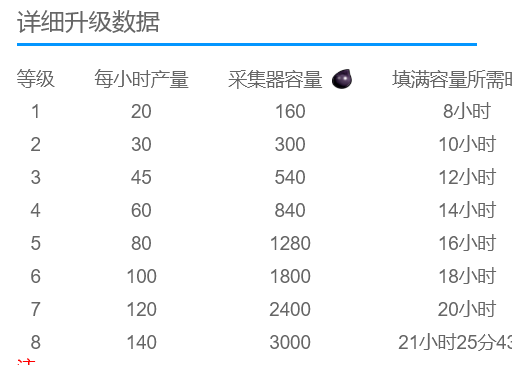 详细升级数据
等级 每小时产量 采集器容量 填满容量所需
1 20 160 8小时
2 30 300 10小时
3 45 540 12小时
4 60 840 14小时
5 80 1280 16小时
6 100 1800 18小时
7 120 2400 20小时
8 140 3000 21小时25分43